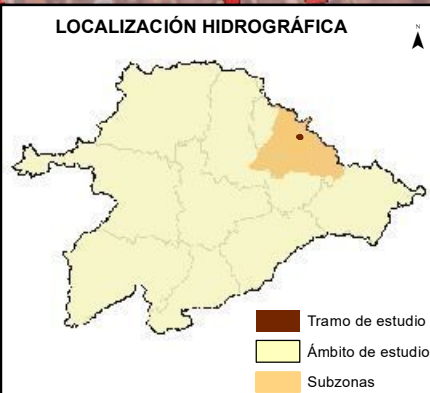 LOCALIZACIÓN HIDROGRÁFICA
N
Tramo de estudio
Ámbito de estudio
Subzonas